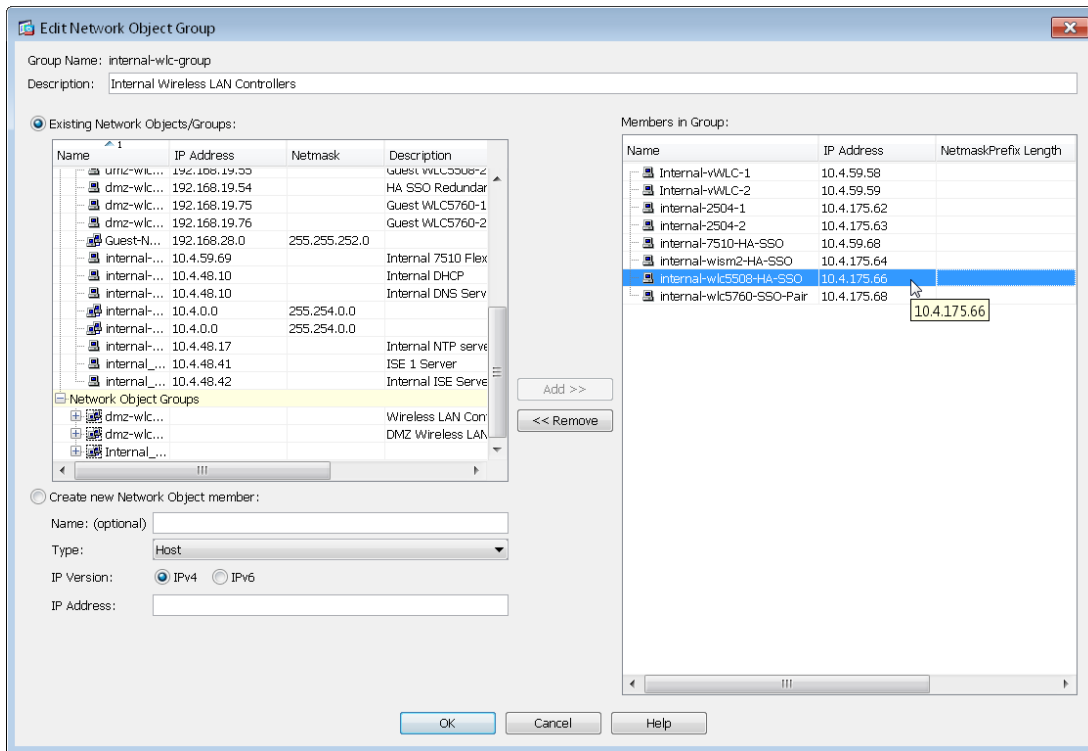 Edit Network Object Group
Group Name: internal-wlc-group
Description: Internal Wireless LAN Controllers
Existing Network Objects/Groups:
1
Name IP Address Netmask Description
dmz-wlc... 192.168.19.55 Guest WLC5508-2
dmz-wlc... 192.168.19.54 HA SSO Redundar
dmz-wlc... 192.168.19.75 Guest WLC5760-1
dmz-wlc... 192.168.19.76 Guest WLC5760-2
Guest-N... 192.168.28.0 255.255.252.0
internal-... 10.4.59.69 Internal 7510 Flex
internal-... 10.4.48.10 Internal DHCP
internal-... 10.4.48.10 Internal DNS Serv
internal-... 10.4.0.0 255.254.0.0
internal-... 10.4.0.0 255.254.0.0
internal-... 10.4.48.17 Internal NTP serve
internal_... 10.4.48.41 ISE 1 Server
internal_... 10.4.48.42 Internal ISE Serve
Network Object Groups
dmz-wlc... Wireless LAN Con
dmz-wlc... DMZ Wireless LAN
Internal_...
Add >>
<< Remove
Members in Group:
Name IP Address NetmaskPrefix Length
Internal-vWLC-1 10.4.59.58
Internal-vWLC-2 10.4.59.59
internal-2504-1 10.4.175.62
internal-2504-2 10.4.175.63
internal-7510-HA-SSO 10.4.59.68
internal-wism2-HA-SSO 10.4.175.64
internal-wlc5508-HA-SSO 10.4.175.66
internal-wlc5760-SSO-Pair 10.4.175.68
10.4.175.66
Create new Network Object member:
Name: (optional)
Type: Host
IP Version: IPv4 IPv6
IP Address:
OK Cancel Help